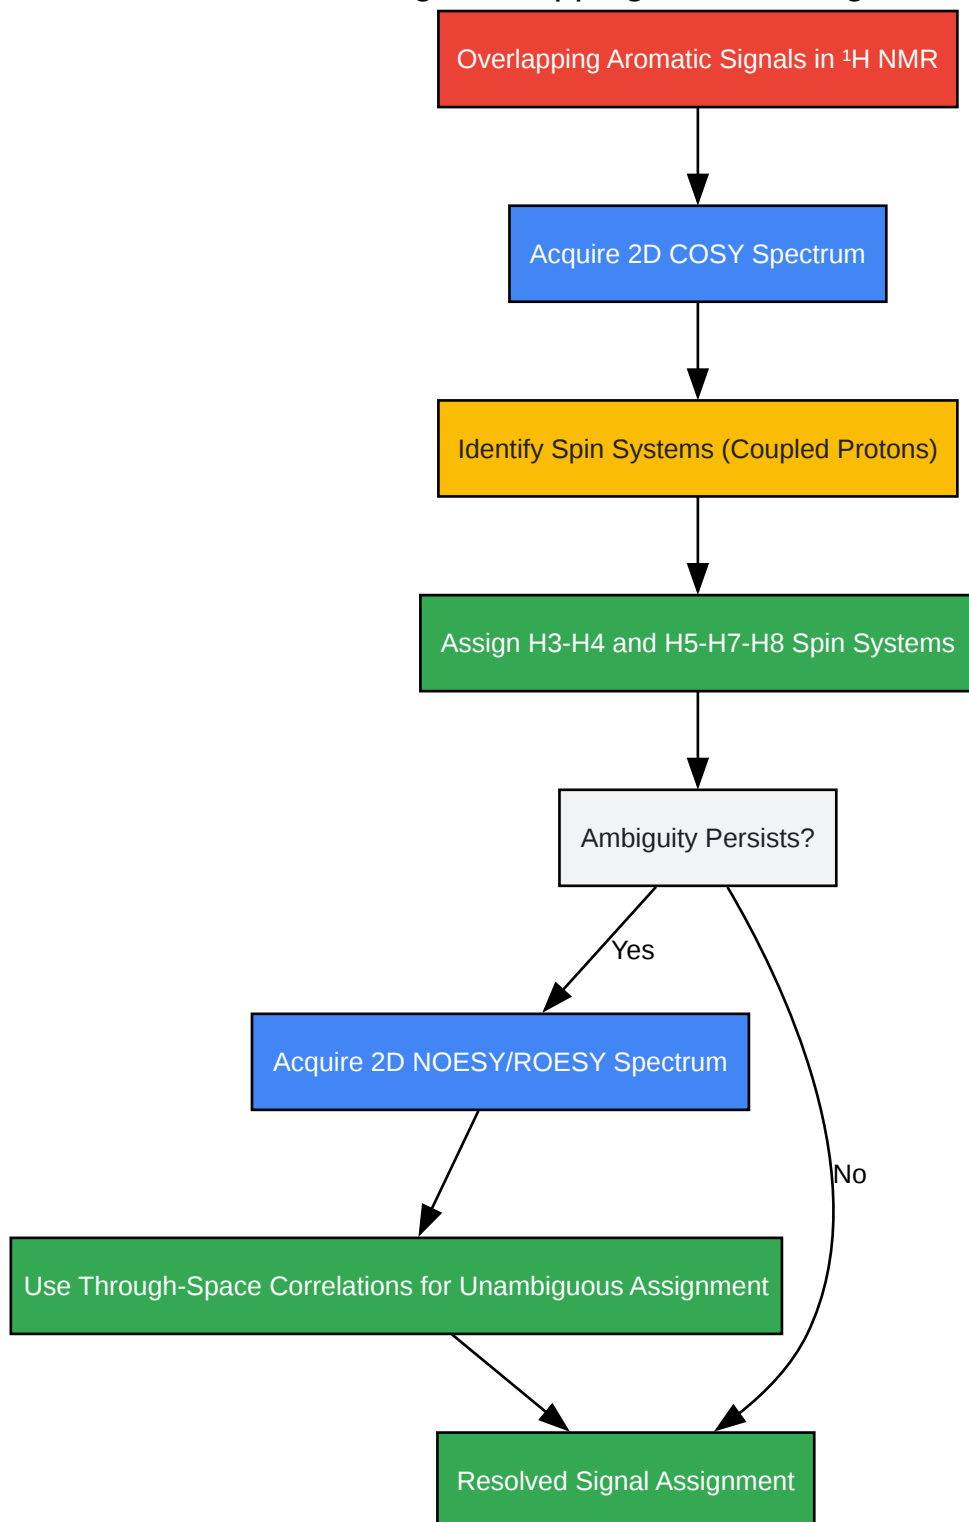 Overlapping Aromatic Signals in ¹H NMR
Acquire 2D COSY Spectrum
Identify Spin Systems (Coupled Protons)
Assign H3-H4 and H5-H7-H8 Spin Systems
Ambiguity Persists?
Yes
Acquire 2D NOESY/ROESY Spectrum
No
Use Through-Space Correlations for Unambiguous Assignment
Resolved Signal Assignment